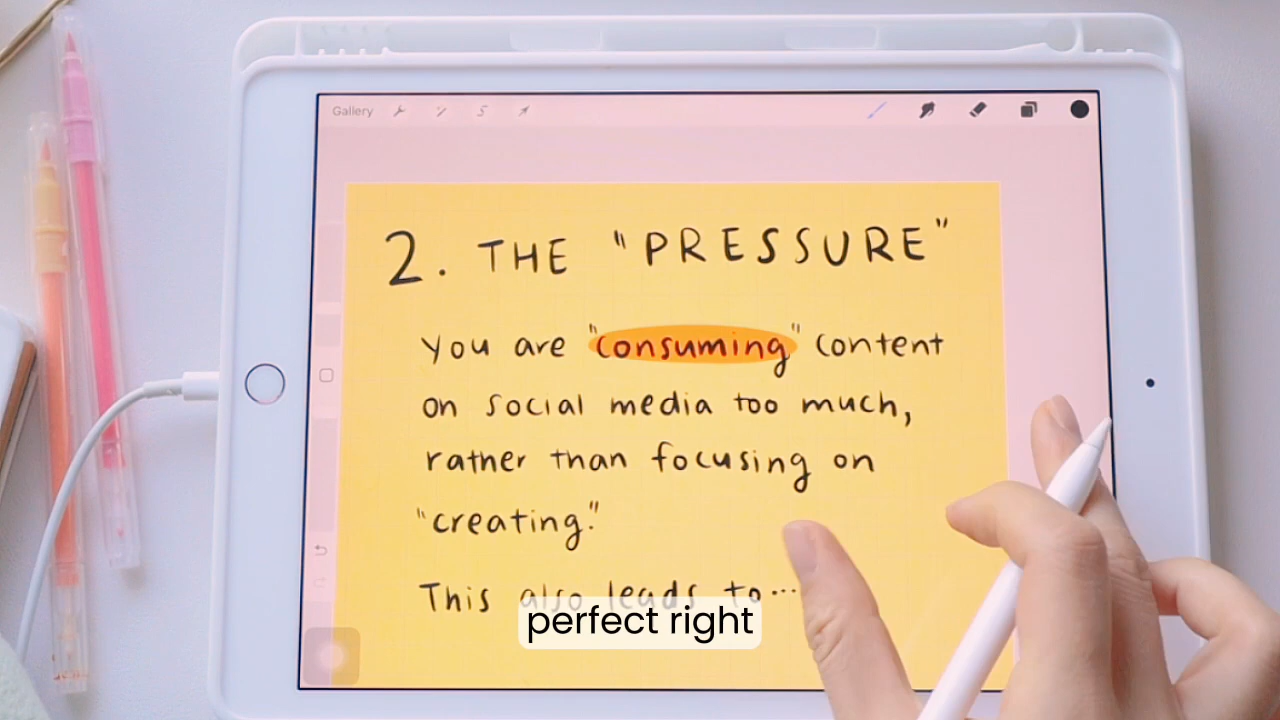 Gallery
2. THE "PRESSURE"
You are "consuming" content
on social media too much,
rather than focusing on
"creating."
This also leads to...
perfect right